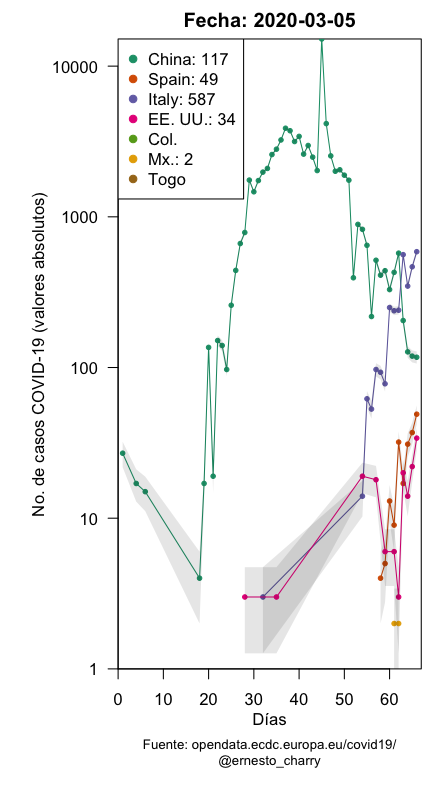 Fecha: 2020-03-05
No. de casos COVID-19 (valores absolutos)
10000
1000
100
10
1
China: 117
Spain: 49
Italy: 587
EE. UU.: 34
Col.
Mx.: 2
Togo
0 10 20 30 40 50 60
Días
Fuente: opendata.ecdc.europa.eu/covid19/
@ernesto_charry